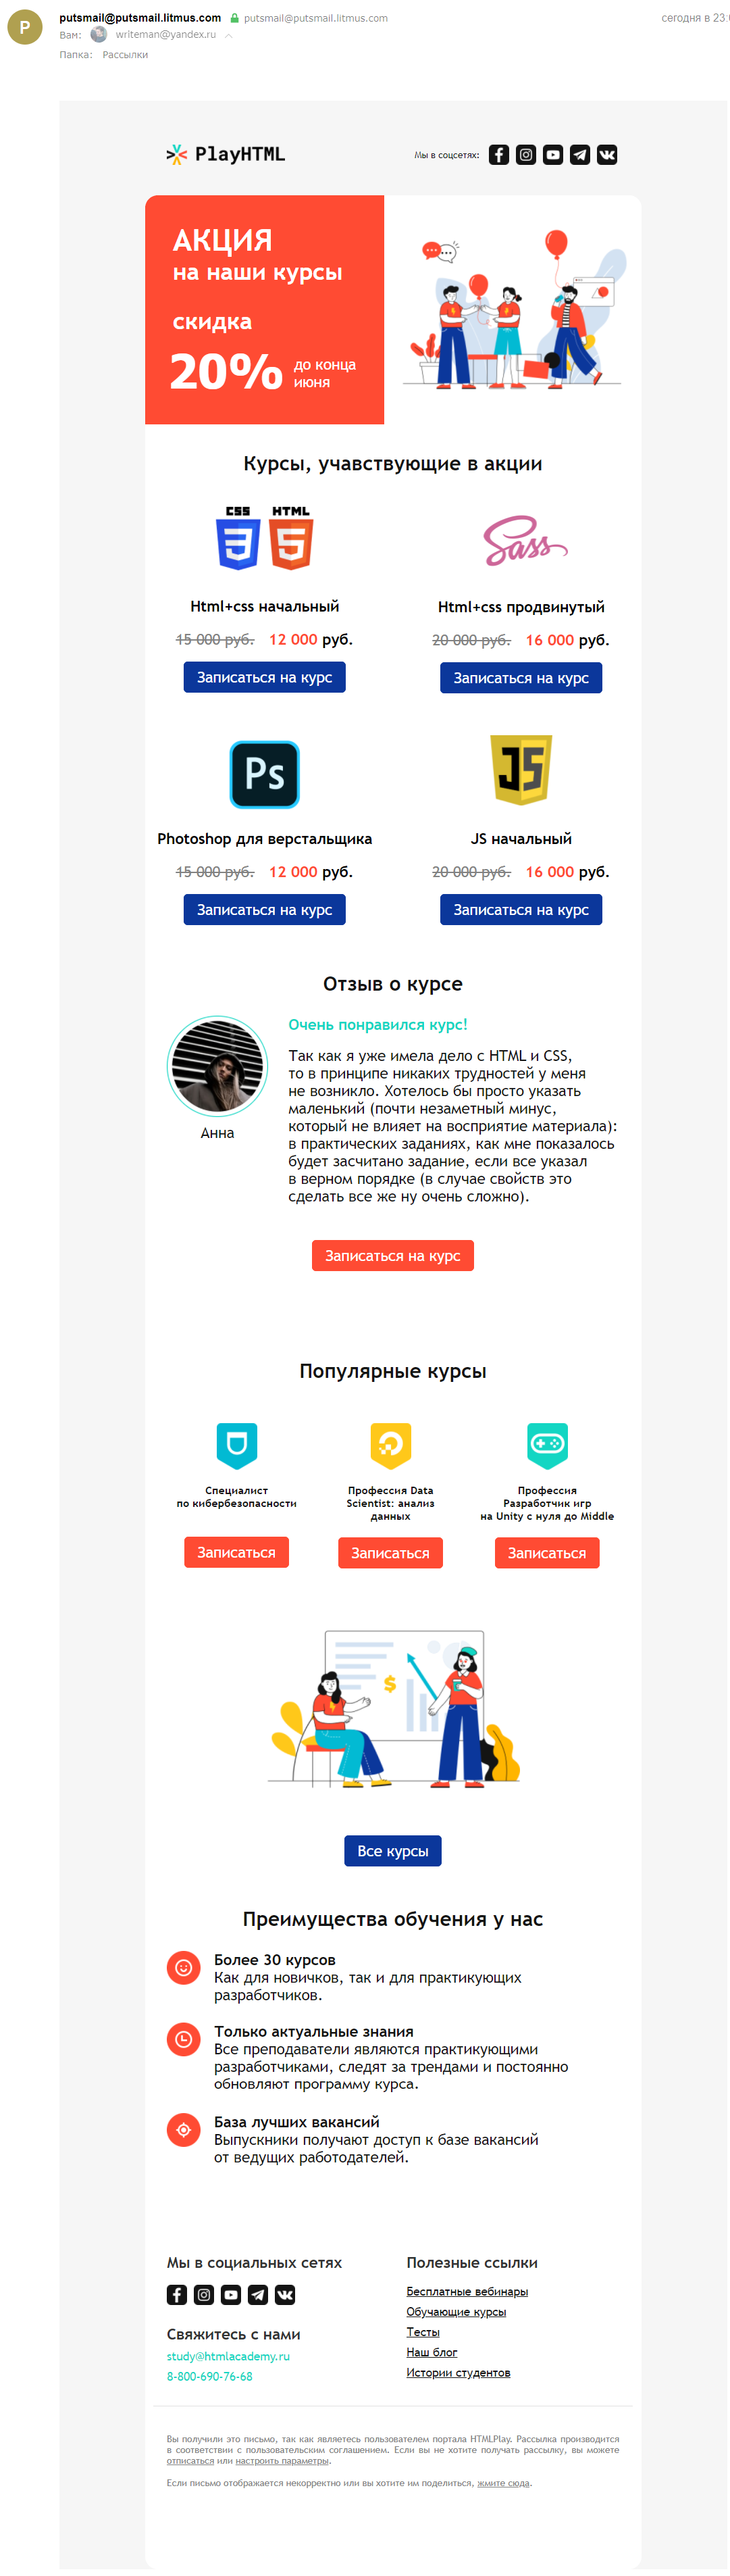 P
putsmail@putsmail.litmus.com putsmail@putsmail.litmus.com
сегодня в 23:
Вам: writeman@yandex.ru
Папка: Рассылки
PlayHTML
Мы в соцсетях:
АКЦИЯ
на наши курсы
скидка
20% до конца
июня
Курсы, учавствующие в акции
CSS HTML
3 5
Sass
Html+css начальный
Html+css продвинутый
15 000 руб. 12 000 руб.
20 000 руб. 16 000 руб.
Записаться на курс
Записаться на курс
Ps
JS
Photoshop для верстальщика
JS начальный
15 000 руб. 12 000 руб.
20 000 руб. 16 000 руб.
Записаться на курс
Записаться на курс
Отзыв о курсе
Очень понравился курс!
Так как я уже имела дело с HTML и CSS,
то в принципе никаких трудностей у меня
не возникло. Хотелось бы просто указать
маленький (почти незаметный минус,
который не влияет на восприятие материала):
в практических заданиях, как мне показалось
будет засчитано задание, если все указал
в верном порядке (в случае свойств это
сделать все же ну очень сложно).
Анна
Записаться на курс
Популярные курсы
Специалист
по кибербезопасности
Профессия Data
Scientist: анализ
данных
Профессия
Разработчик игр
на Unity с нуля до Middle
Записаться
Записаться
Записаться
$
Все курсы
Преимущества обучения у нас
Более 30 курсов
Как для новичков, так и для практикующих
разработчиков.
Только актуальные знания
Все преподаватели являются практикующими
разработчиками, следят за трендами и постоянно
обновляют программу курса.
База лучших вакансий
Выпускники получают доступ к базе вакансий
от ведущих работодателей.
Мы в социальных сетях
Свяжитесь с нами
study@htmlacademy.ru
8-800-690-76-68
Полезные ссылки
Бесплатные вебинары
Обучающие курсы
Тесты
Наш блог
Истории студентов
Вы получили это письмо, так как являетесь пользователем портала HTMLPlay. Рассылка производится
в соответствии с пользовательским соглашением. Если вы не хотите получать рассылку, вы можете
отписаться или настроить параметры.
Если письмо отображается некорректно или вы хотите им поделиться, жмите сюда.